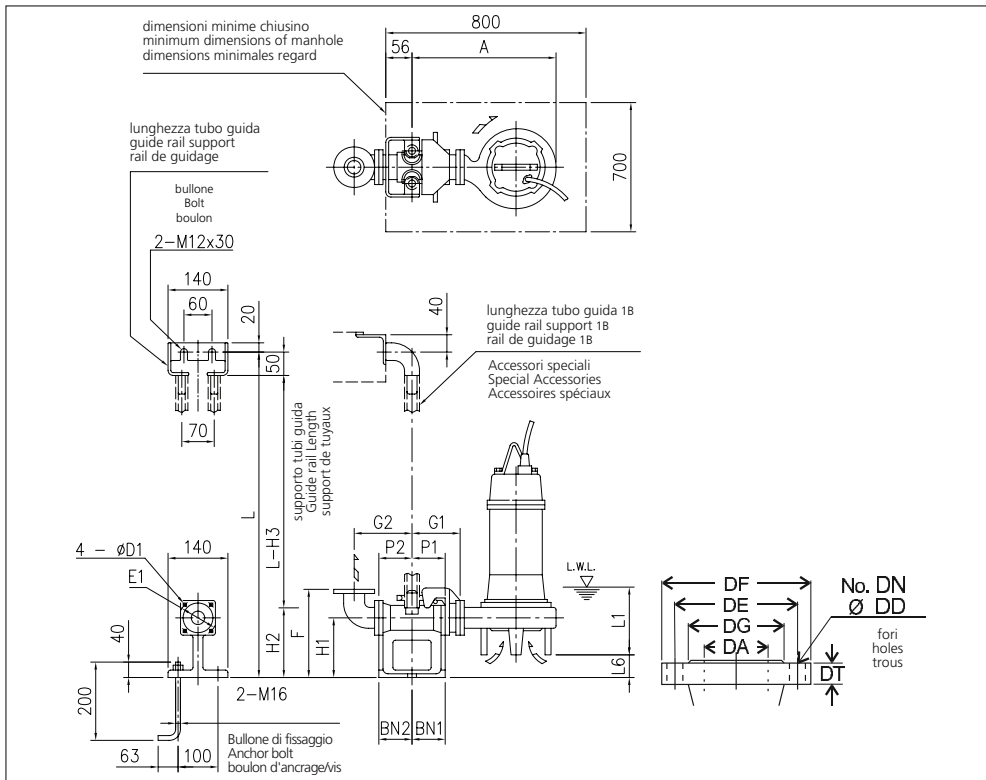 dimensioni minime chiusino
minimum dimensions of manhole
dimensions minimales regard
800
56
A
700
lunghezza tubo guida
guide rail support
rail de guidage
bullone
Bolt
boulon
2-M12x30
140
60
20
50
70
40
lunghezza tubo guida 1B
guide rail support 1B
rail de guidage 1B
Accessori speciali
Special Accessories
Accessoires spéciaux
supporto tubi guida
Guide rail Length
support de tuyaux
L
L-H3
G2
G1
P2
P1
4 - øD1
140
E1
40
200
H2
F
H1
2-M16
63
100
Bullone di fissaggio
Anchor bolt
boulon d'ancrage/vis
BN2
BN1
L.W.L.
L1
L6
DF
DE
DG
DA
No. DN
Ø DD
fori
holes
trous
DT